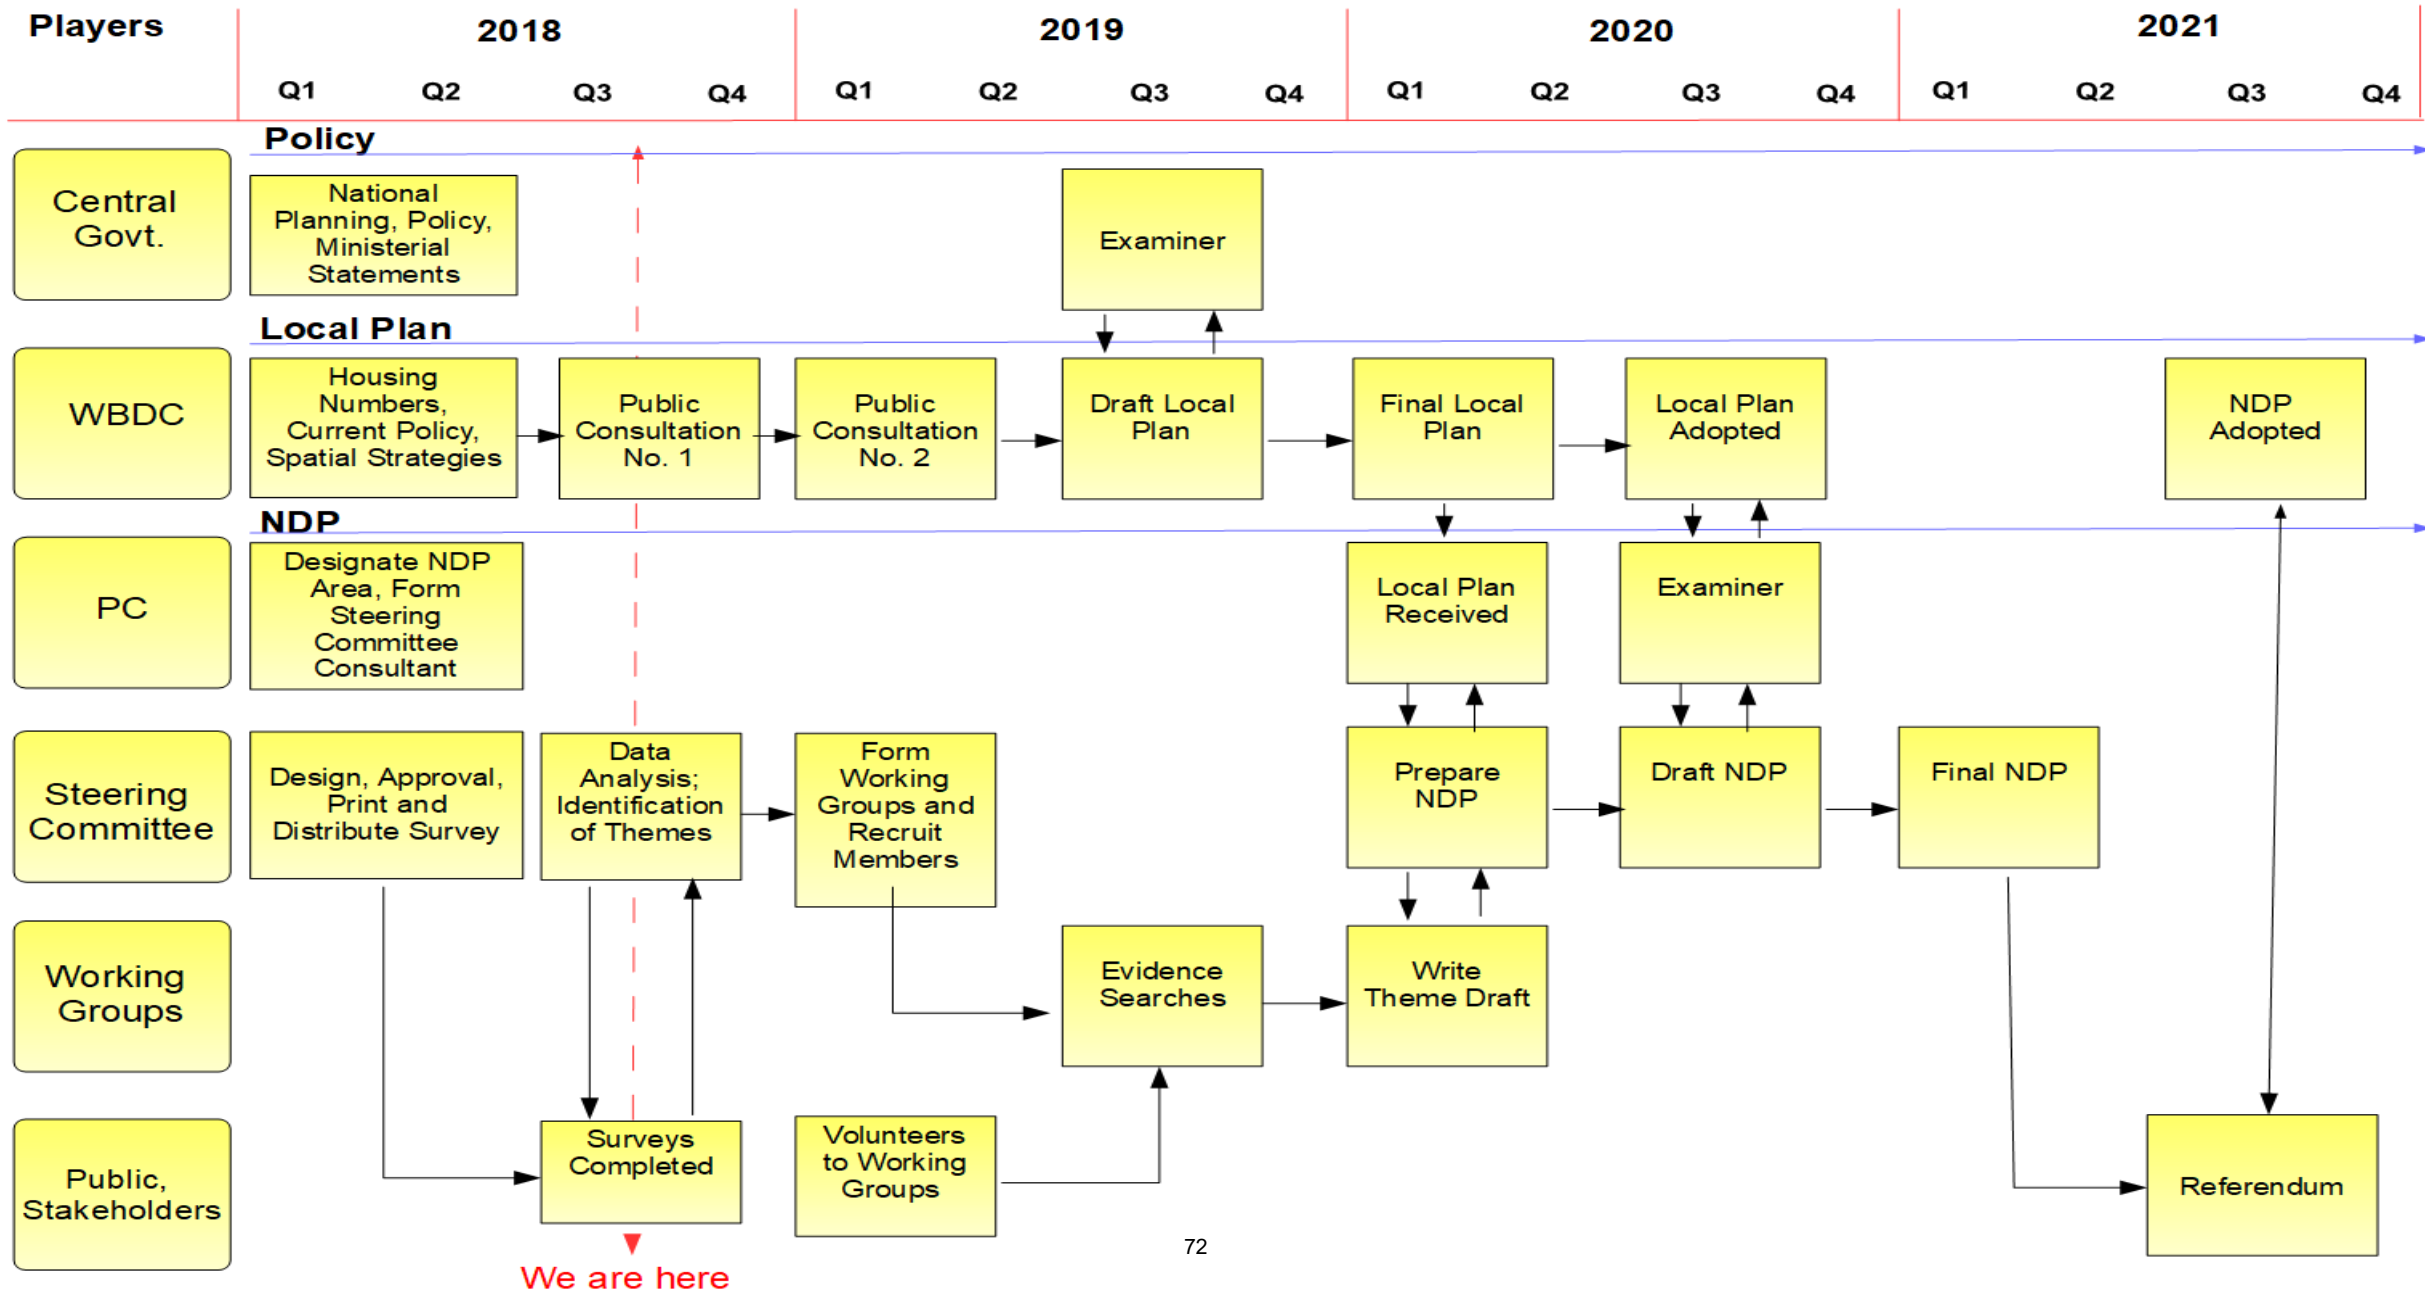 Players
2018
2019
2020
2021
Q1 Q2 Q3 Q4 Q1 Q2 Q3 Q4 Q1 Q2 Q3 Q4 Q1 Q2 Q3 Q4
Policy
Central
Govt.
National
Planning, Policy,
Ministerial
Statements
Examiner
Local Plan
WBDC
Housing
Numbers,
Current Policy,
Spatial Strategies
Public
Consultation
No. 1
Public
Consultation
No. 2
Draft Local
Plan
Final Local
Plan
Local Plan
Adopted
NDP
Adopted
NDP
PC
Designate NDP
Area, Form
Steering
Committee
Consultant
Local Plan
Received
Examiner
Steering
Committee
Design, Approval,
Print and
Distribute Survey
Data
Analysis;
Identification
of Themes
Form
Working
Groups and
Recruit
Members
Prepare
NDP
Draft NDP
Final NDP
Working
Groups
Evidence
Searches
Write
Theme Draft
Public,
Stakeholders
Surveys
Completed
Volunteers
to Working
Groups
Referendum
72
We are here